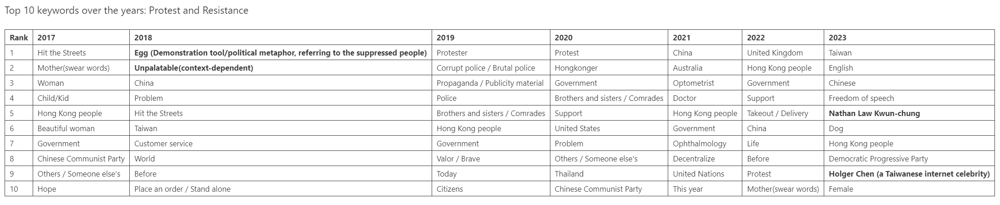 Top 10 keywords over the years: Protest and Resistance
Rank 2017 2018 2019 2020 2021 2022 2023
1 Hit the Streets Egg (Demonstration tool/political metaphor, referring to the suppressed people) Protester Protest China United Kingdom Taiwan
2 Mother(swear words) Unpalatable(context-dependent) Corrupt police / Brutal police Hongkonger Australia Hong Kong people English
3 Woman China Propaganda / Publicity material Government Optometrist Government Chinese
4 Child/Kid Problem Police Brothers and sisters / Comrades Doctor Support Freedom of speech
5 Hong Kong people Hit the Streets Brothers and sisters / Comrades Support Hong Kong people Takeout / Delivery Nathan Law Kwun-chung
6 Beautiful woman Taiwan Hong Kong people United States Government China Dog
7 Government Customer service Government Problem Ophthalmology Life Hong Kong people
8 Chinese Communist Party World Valor / Brave Others / Someone else's Decentralize Before Democratic Progressive Party
9 Others / Someone else's Before Today Thailand United Nations Protest Holger Chen (a Taiwanese internet celebrity)
10 Hope Place an order / Stand alone Citizens Chinese Communist Party This year Mother(swear words) Female